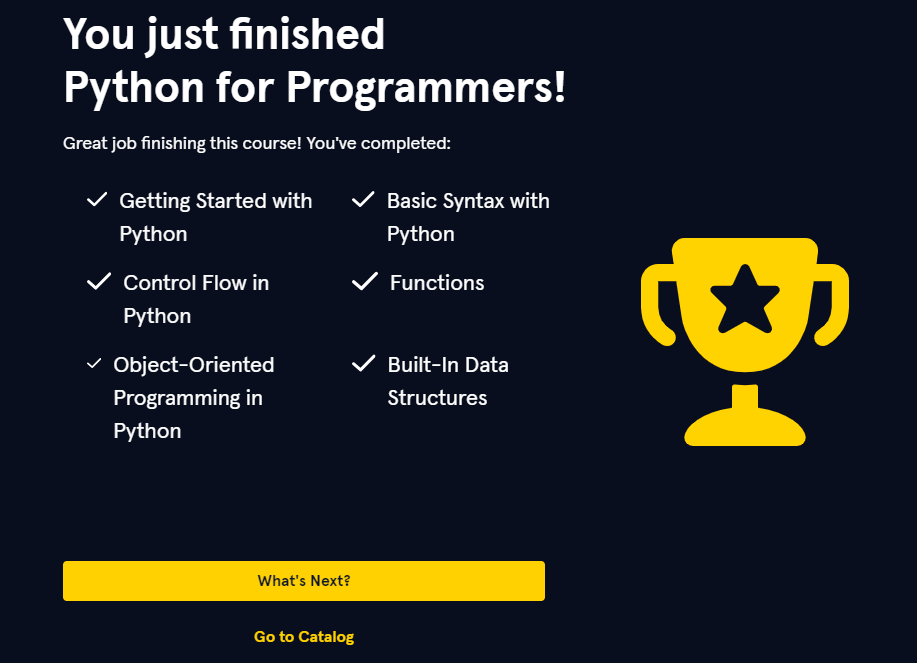 You just finished
Python for Programmers!
Great job finishing this course! You've completed:
Getting Started with
Python
Basic Syntax with
Python
Control Flow in
Python
Functions
Object-Oriented
Programming in
Python
Built-In Data
Structures
What's Next?
Go to Catalog